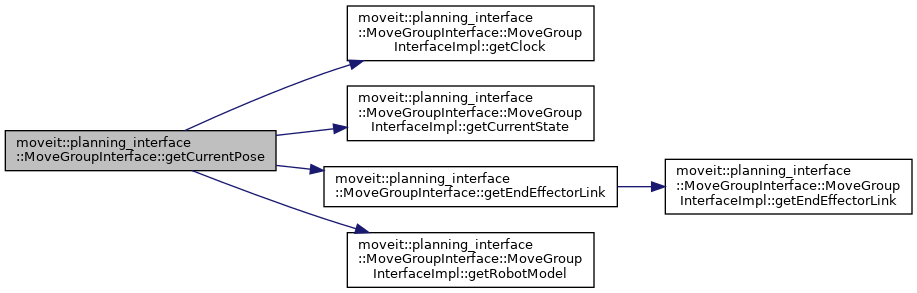 moveit::planning_interface
::MoveGroupInterface::getCurrentPose
moveit::planning_interface
::MoveGroupInterface::MoveGroup
InterfaceImpl::getClock
moveit::planning_interface
::MoveGroupInterface::MoveGroup
InterfaceImpl::getCurrentState
moveit::planning_interface
::MoveGroupInterface::getEndEffectorLink
moveit::planning_interface
::MoveGroupInterface::MoveGroup
InterfaceImpl::getRobotModel
moveit::planning_interface
::MoveGroupInterface::MoveGroup
InterfaceImpl::getEndEffectorLink